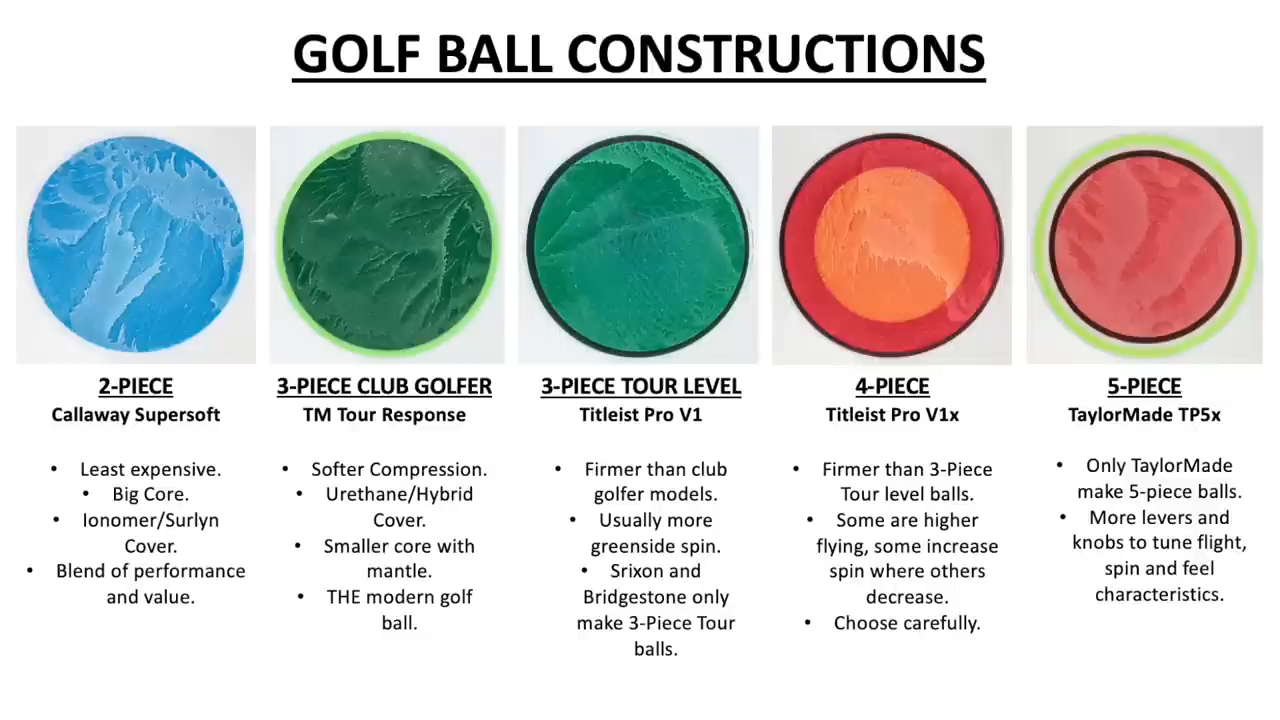 GOLF BALL CONSTRUCTIONS
2-PIECE
Callaway Supersoft
• Least expensive.
• Big Core.
• Ionomer/Surlyn
Cover.
• Blend of performance
and value.
3-PIECE CLUB GOLFER
TM Tour Response
• Softer Compression.
• Urethane/Hybrid
Cover.
• Smaller core with
mantle.
• THE modern golf
ball.
3-PIECE TOUR LEVEL
Titleist Pro V1
• Firmer than club
golfer models.
• Usually more
greenside spin.
• Srixon and
Bridgestone only
make 3-Piece Tour
balls.
4-PIECE
Titleist Pro V1x
• Firmer than 3-Piece
Tour level balls.
• Some are higher
flying, some increase
spin where others
decrease.
• Choose carefully.
5-PIECE
TaylorMade TP5x
• Only TaylorMade
make 5-piece balls.
• More levers and
knobs to tune flight,
spin and feel
characteristics.